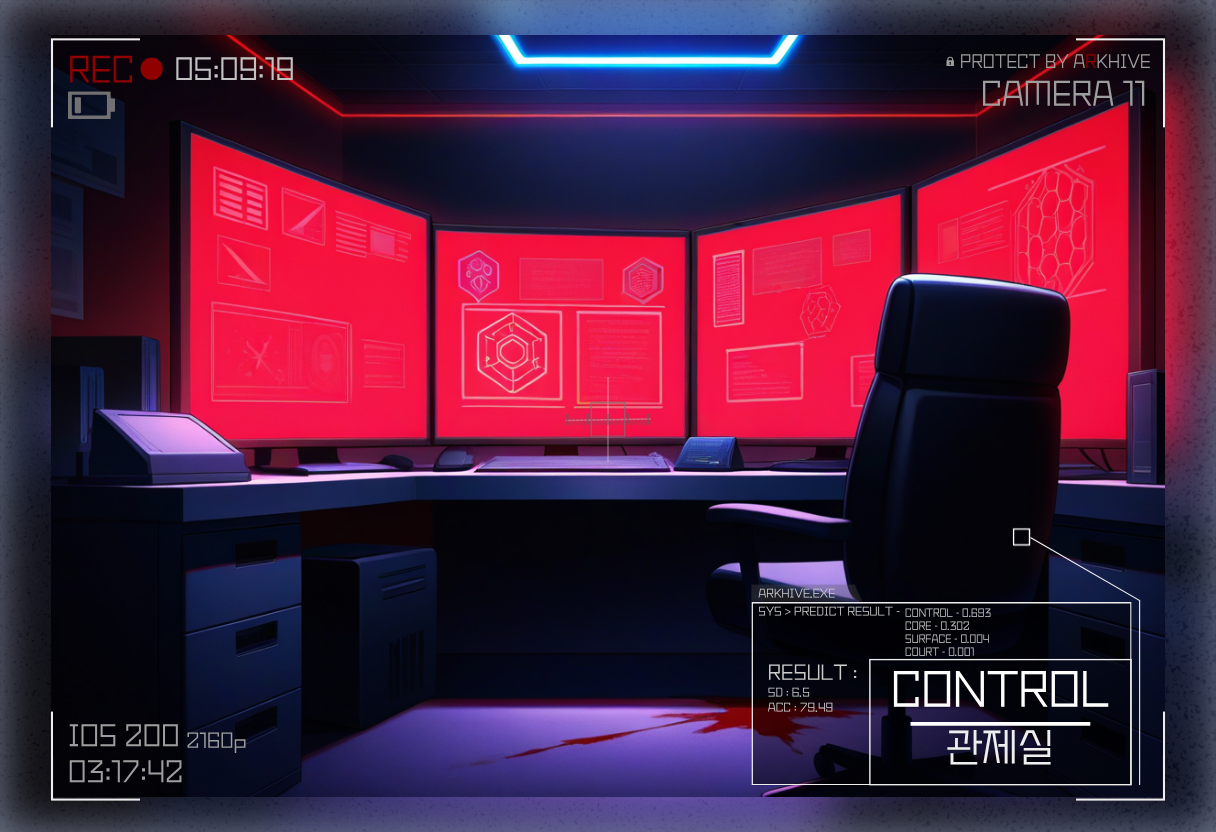 REC 05:09:19
PROTECT BY ARKHIVE
CAMERA 11
ARKHIVE.EXE
SYS > PREDICT RESULT - CONTROL - 0.693
CORE - 0.302
SURFACE - 0.004
COURT - 0.001
RESULT :
SD : 6.5
ACC : 79.49
CONTROL
관제실
IOS 200 2160p
03:17:42